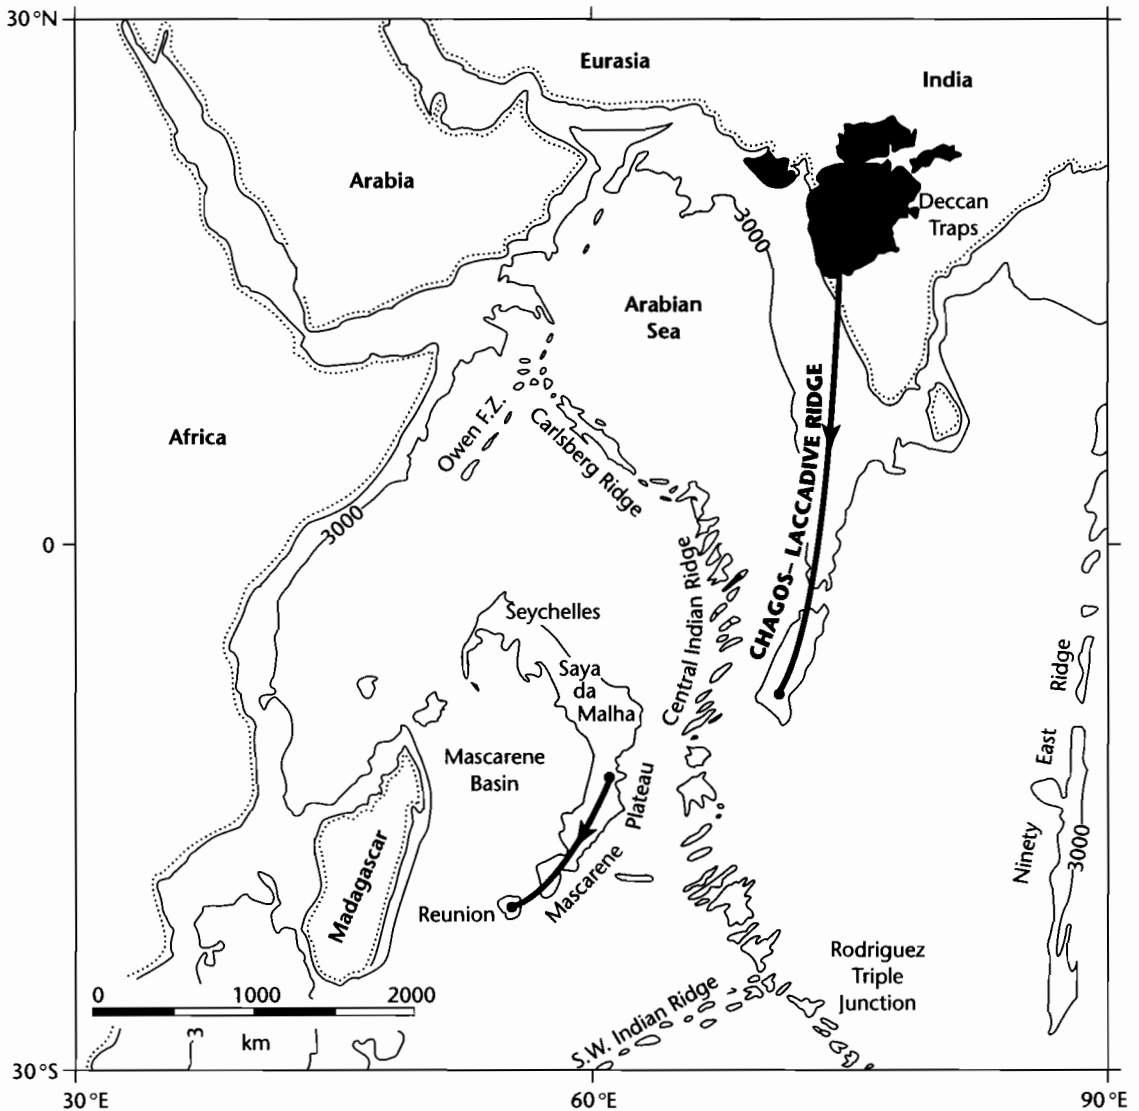 30°N
Eurasia
India
Arabia
Deccan
Traps
3000
Arabian
Sea
CHAGOS–LACCADIVE RIDGE
Africa
Owen F.Z.
Carlsberg Ridge
3000
0
Central Indian Ridge
Seychelles
Saya
da
Malha
Ridge
East
Ninety
3000
Mascarene
Basin
Plateau
Mascarene
Madagascar
Reunion
Rodriguez
Triple
Junction
S.W. Indian Ridge
0 1000 2000
km
3
30°S
30°E 60°E 90°E